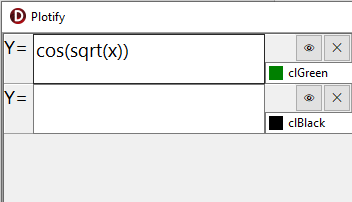 Plotify
Y= cos(sqrt(x))
clGreen
Y=
clBlack